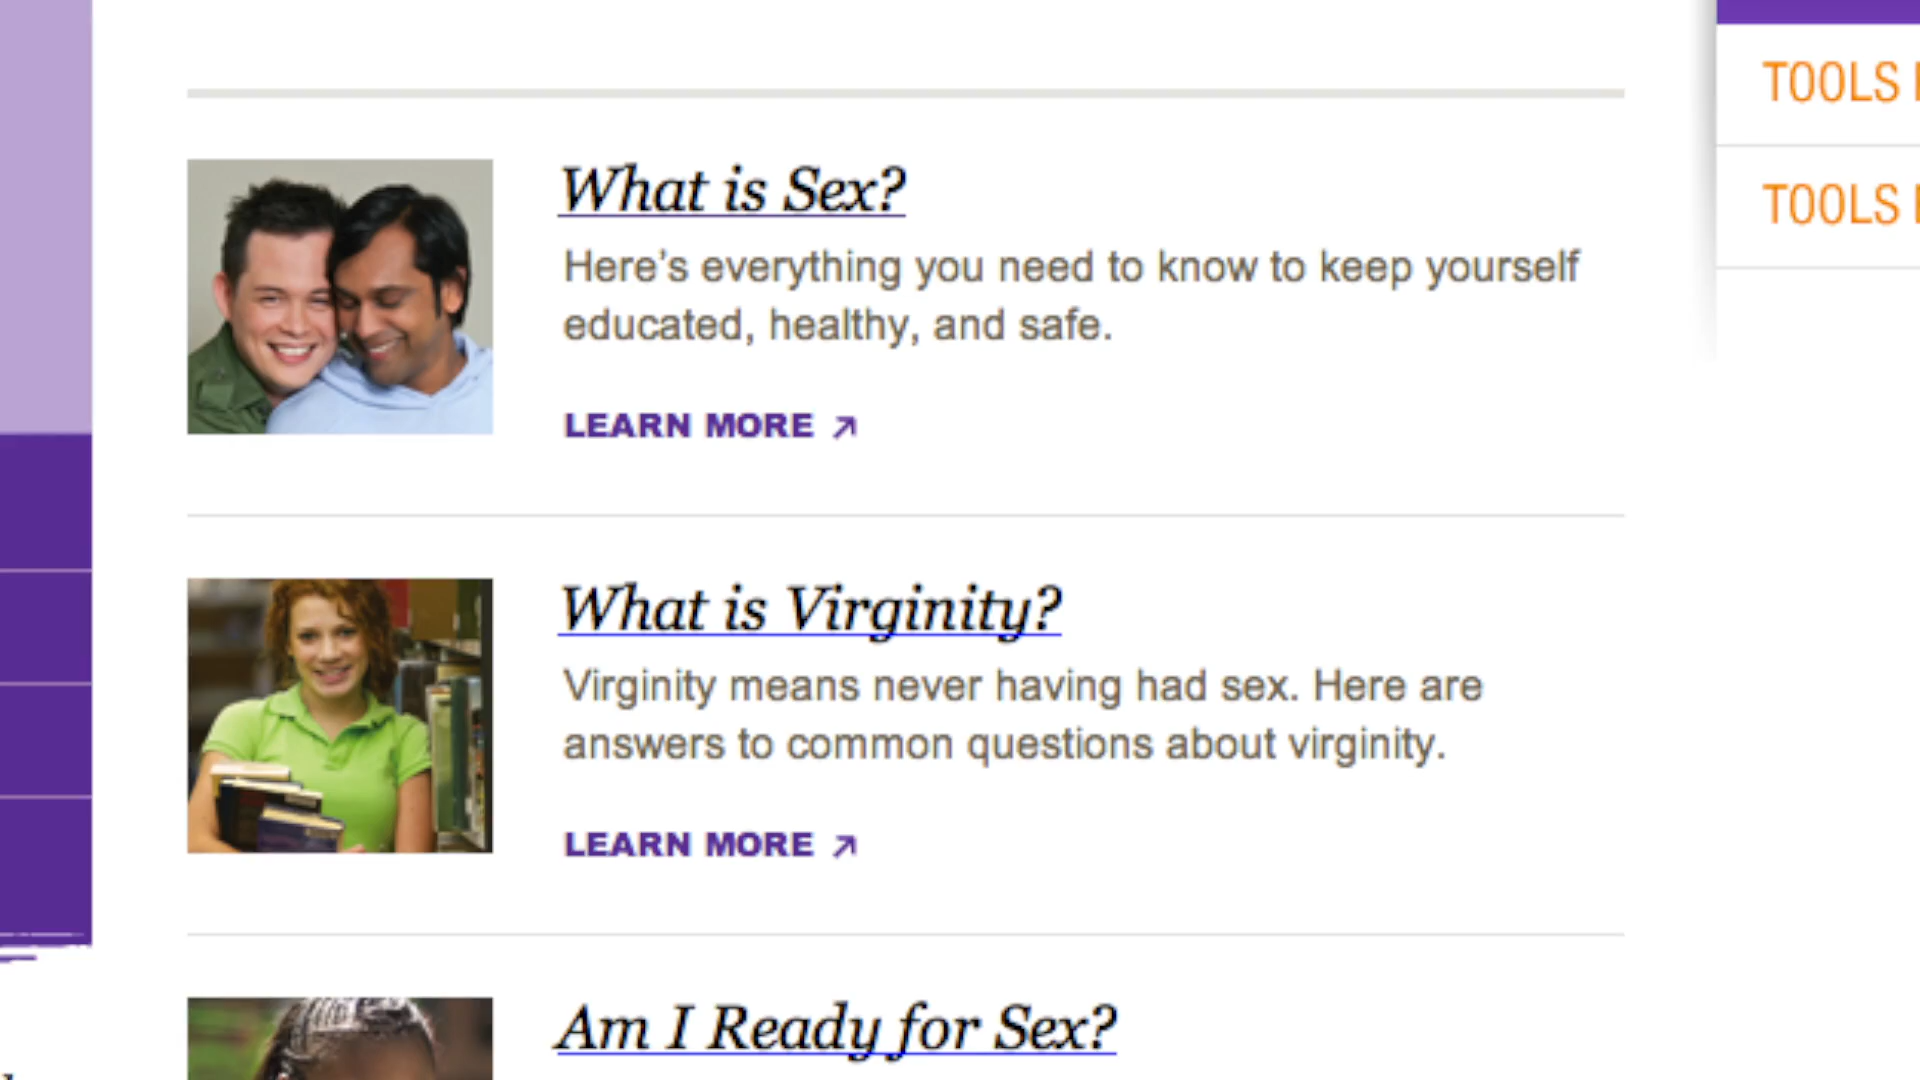 What is Sex?
Here's everything you need to know to keep yourself
educated, healthy, and safe.
LEARN MORE
What is Virginity?
Virginity means never having had sex. Here are
answers to common questions about virginity.
LEARN MORE
Am I Ready for Sex?
TOOLS
TOOLS